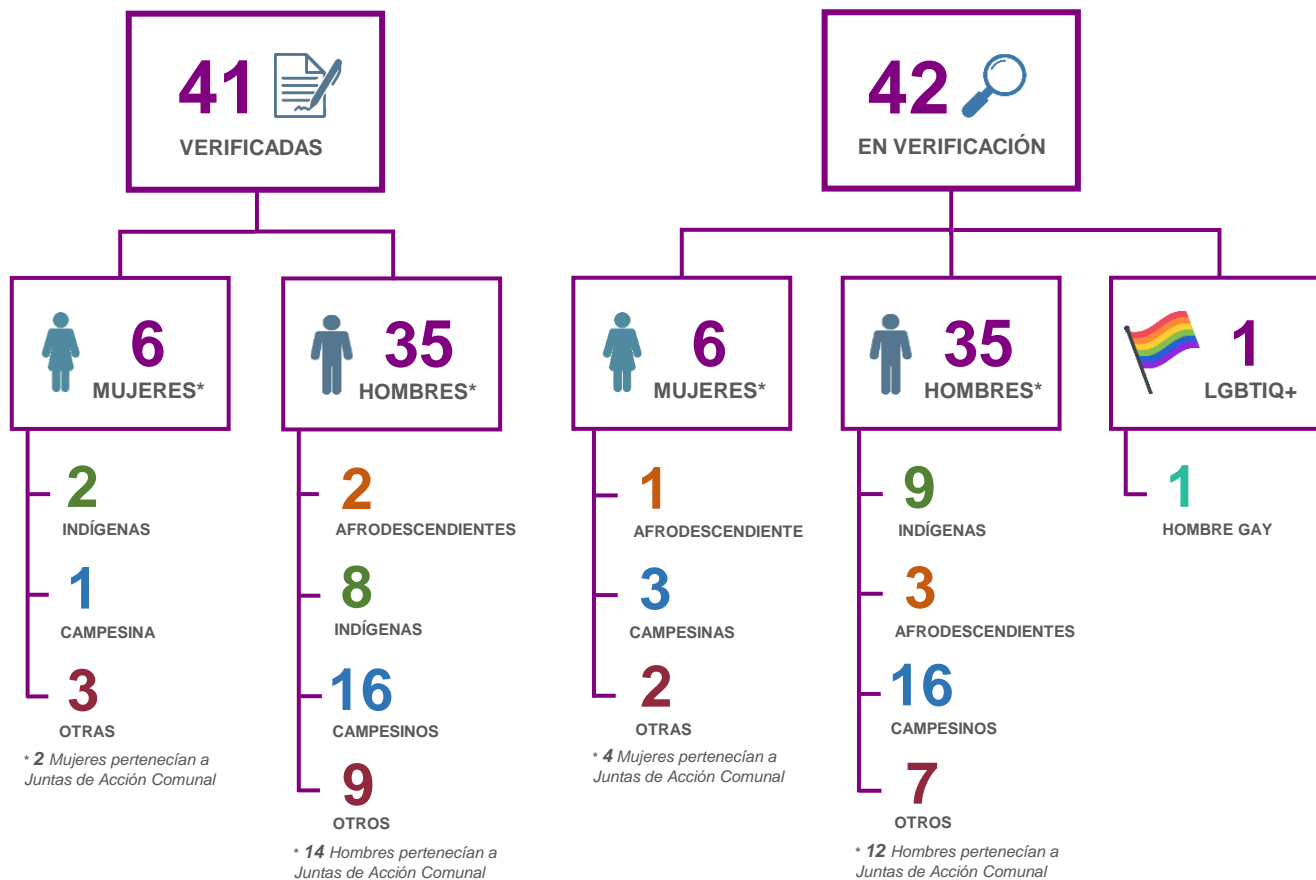 41
VERIFICADAS
6
MUJERES*
2
INDÍGENAS
1
CAMPESINA
3
OTRAS
* 2 Mujeres pertenecían a
Juntas de Acción Comunal
35
HOMBRES*
2
AFRODESCENDIENTES
8
INDÍGENAS
16
CAMPESINOS
9
OTROS
* 14 Hombres pertenecían a
Juntas de Acción Comunal
42
EN VERIFICACIÓN
6
MUJERES*
1
AFRODESCENDIENTE
3
CAMPESINAS
2
OTRAS
* 4 Mujeres pertenecían a
Juntas de Acción Comunal
35
HOMBRES*
9
INDÍGENAS
3
AFRODESCENDIENTES
16
CAMPESINOS
7
OTROS
* 12 Hombres pertenecían a
Juntas de Acción Comunal
1
LGBTIQ+
1
HOMBRE GAY